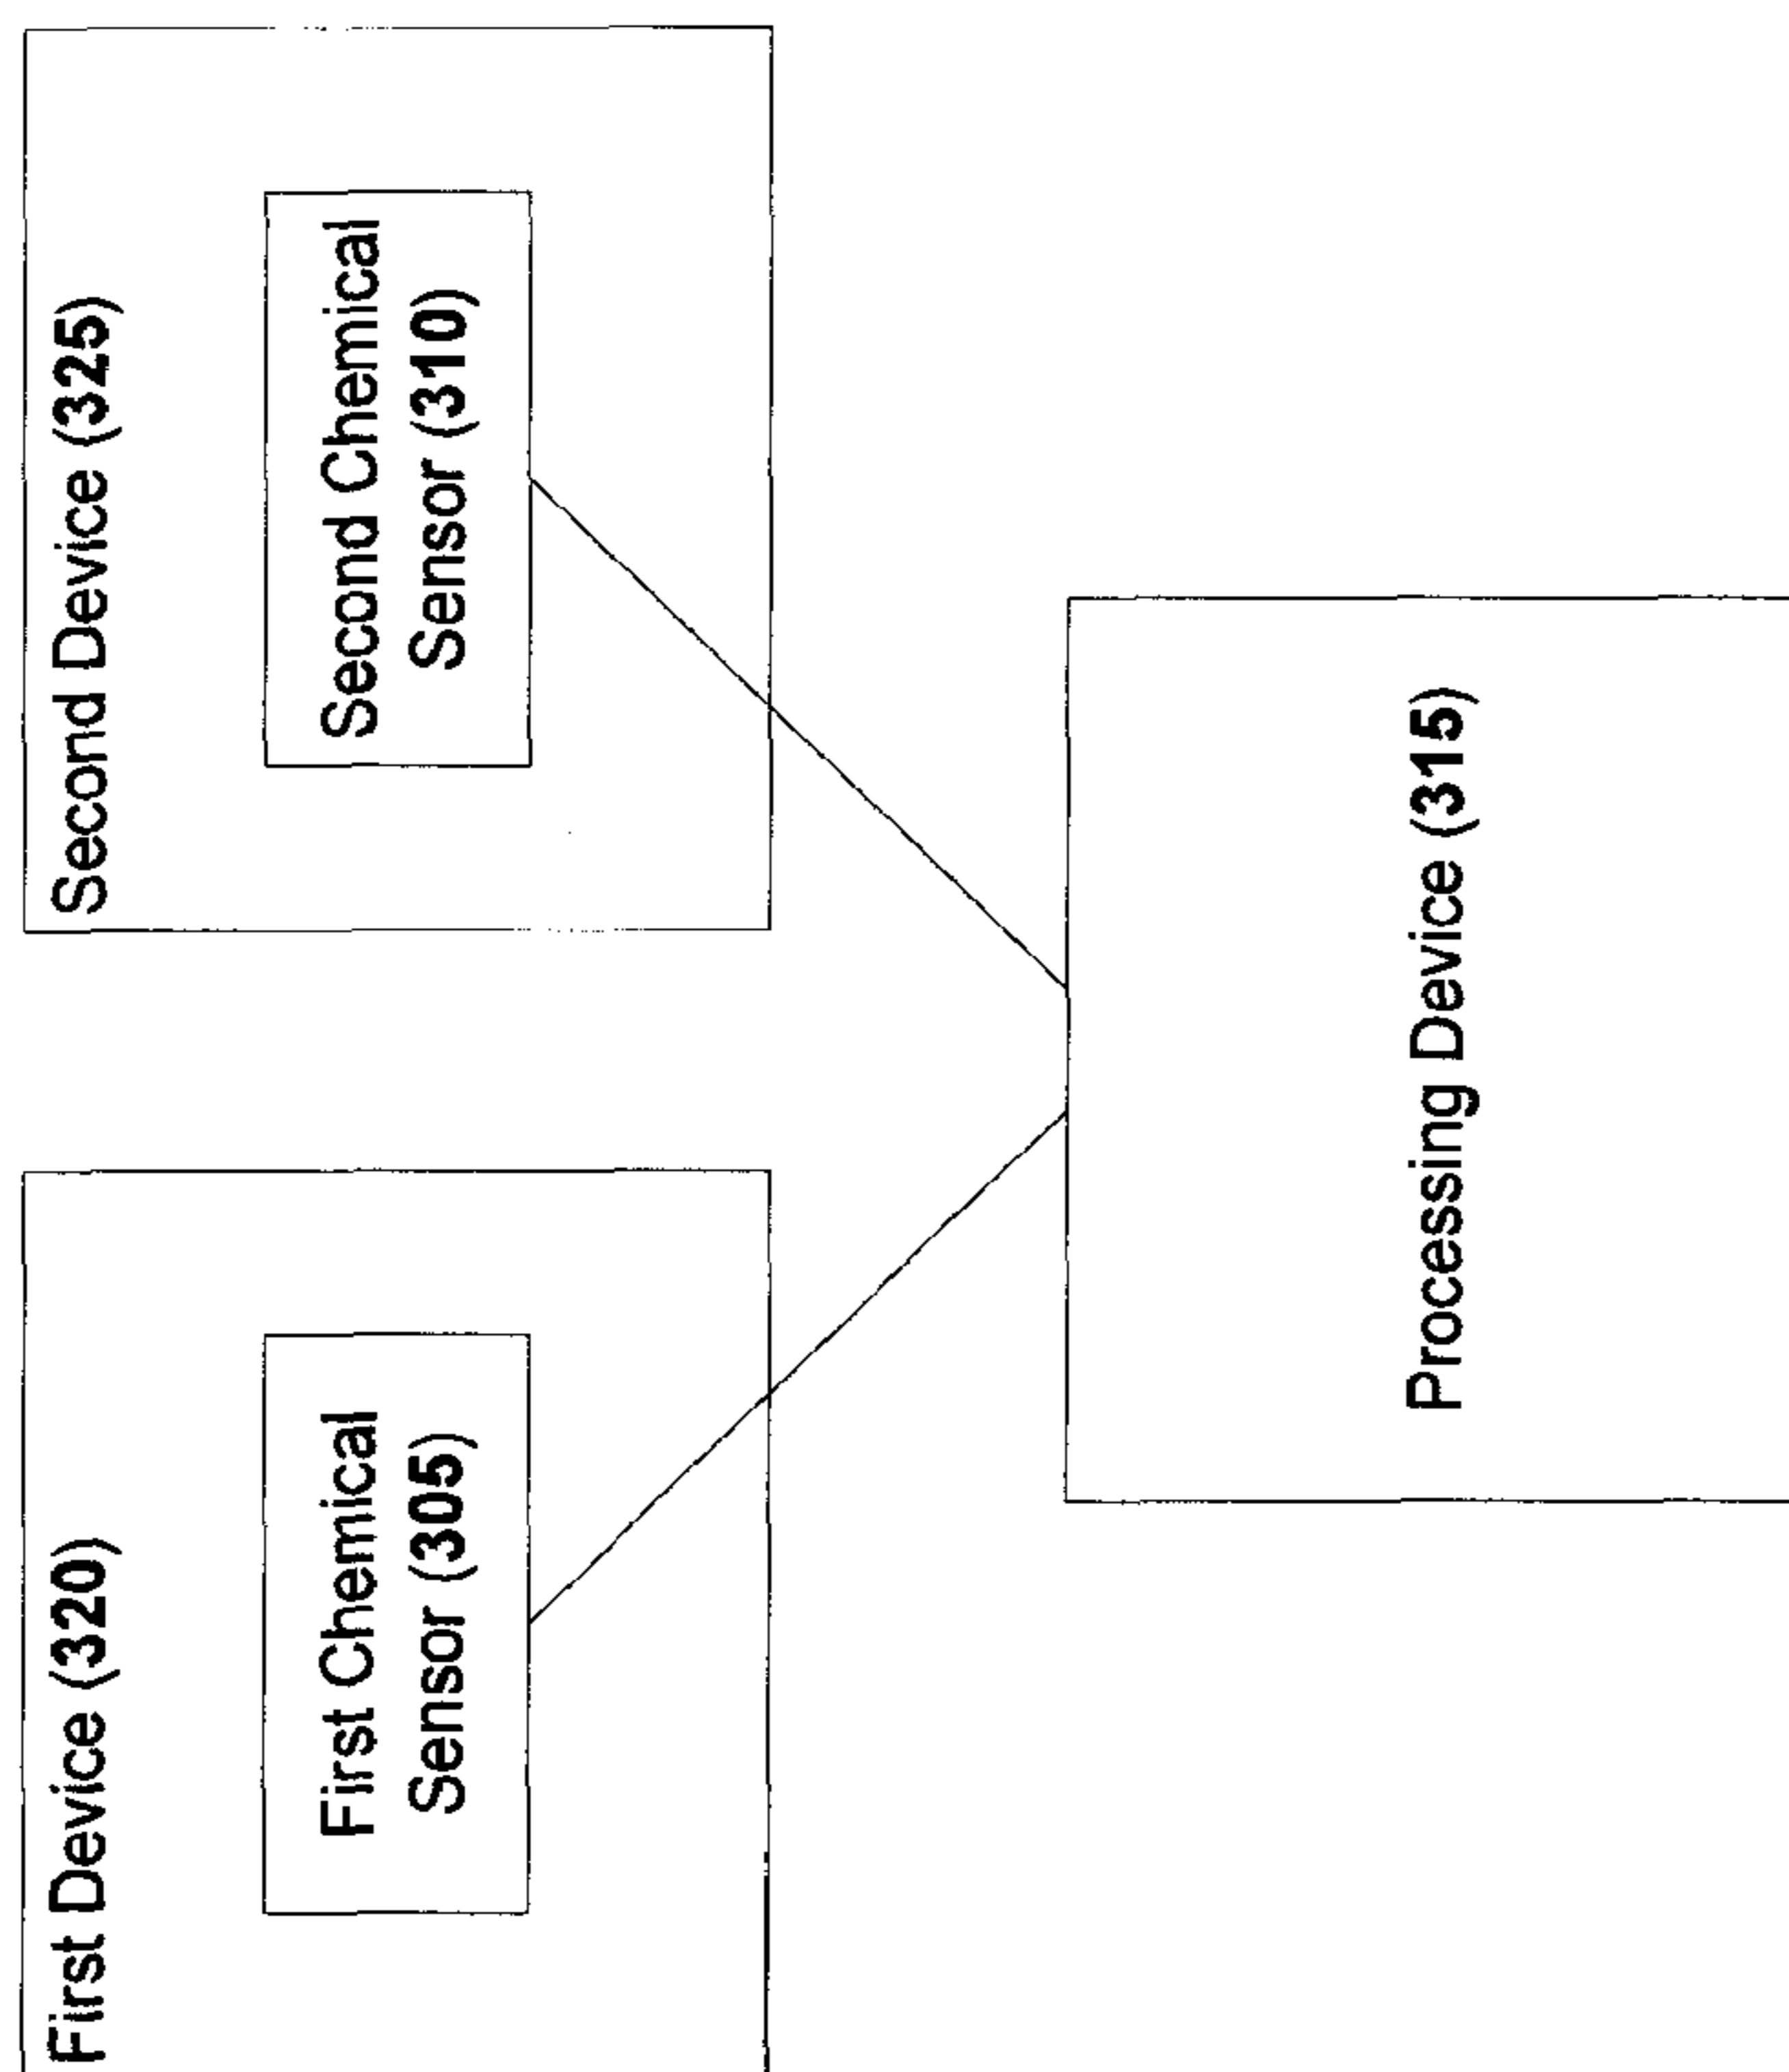 First Device (320)
First Chemical
Sensor (305)
Second Device (325)
Second Chemical
Sensor (310)
Processing Device (315)